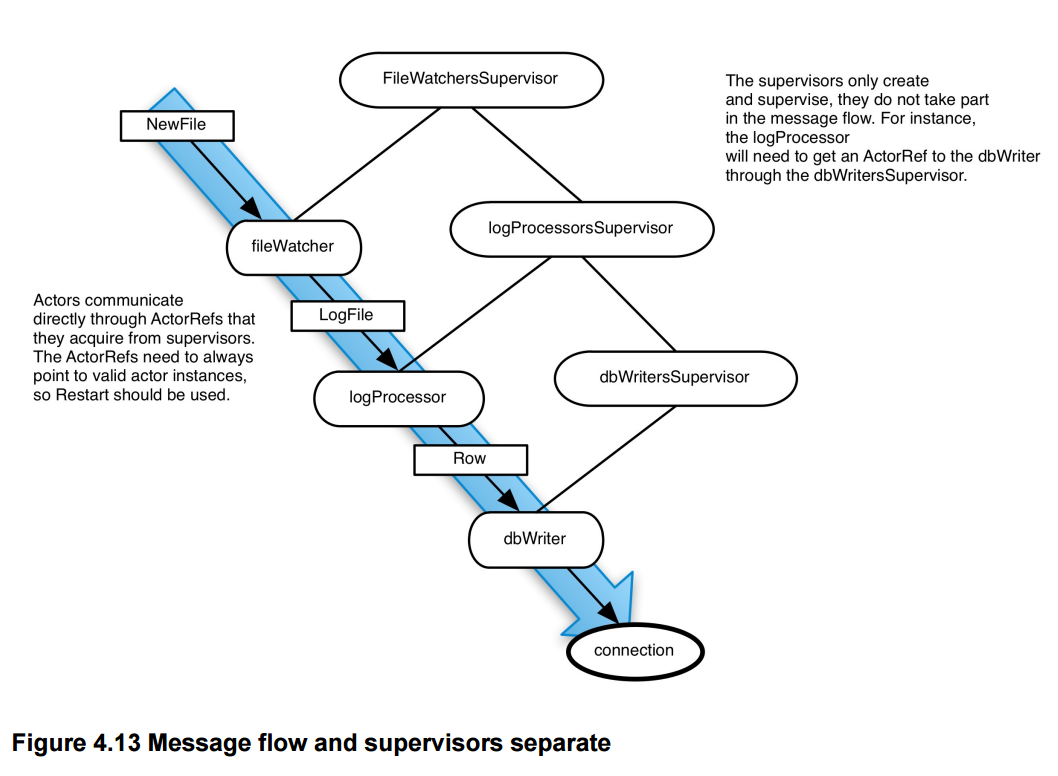 FileWatchersSupervisor
The supervisors only create
and supervise, they do not take part
in the message flow. For instance,
the logProcessor
will need to get an ActorRef to the dbWriter
through the dbWritersSupervisor.
NewFile
logProcessorsSupervisor
fileWatcher
Actors communicate
directly through ActorRefs that
they acquire from supervisors.
The ActorRefs need to always
point to valid actor instances,
so Restart should be used.
LogFile
dbWritersSupervisor
logProcessor
Row
dbWriter
connection
Figure 4.13 Message flow and supervisors separate